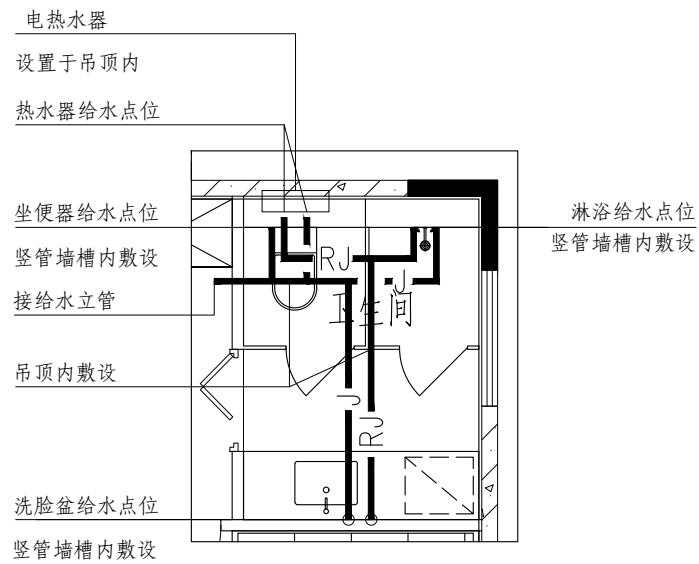 电热水器
设置于吊顶内
热水器给水点位
坐便器给水点位
竖管墙槽内敷设
接给水立管
吊顶内敷设
洗脸盆给水点位
竖管墙槽内敷设
淋浴给水点位
竖管墙槽内敷设
RJ
J
卫生间
J
RJ